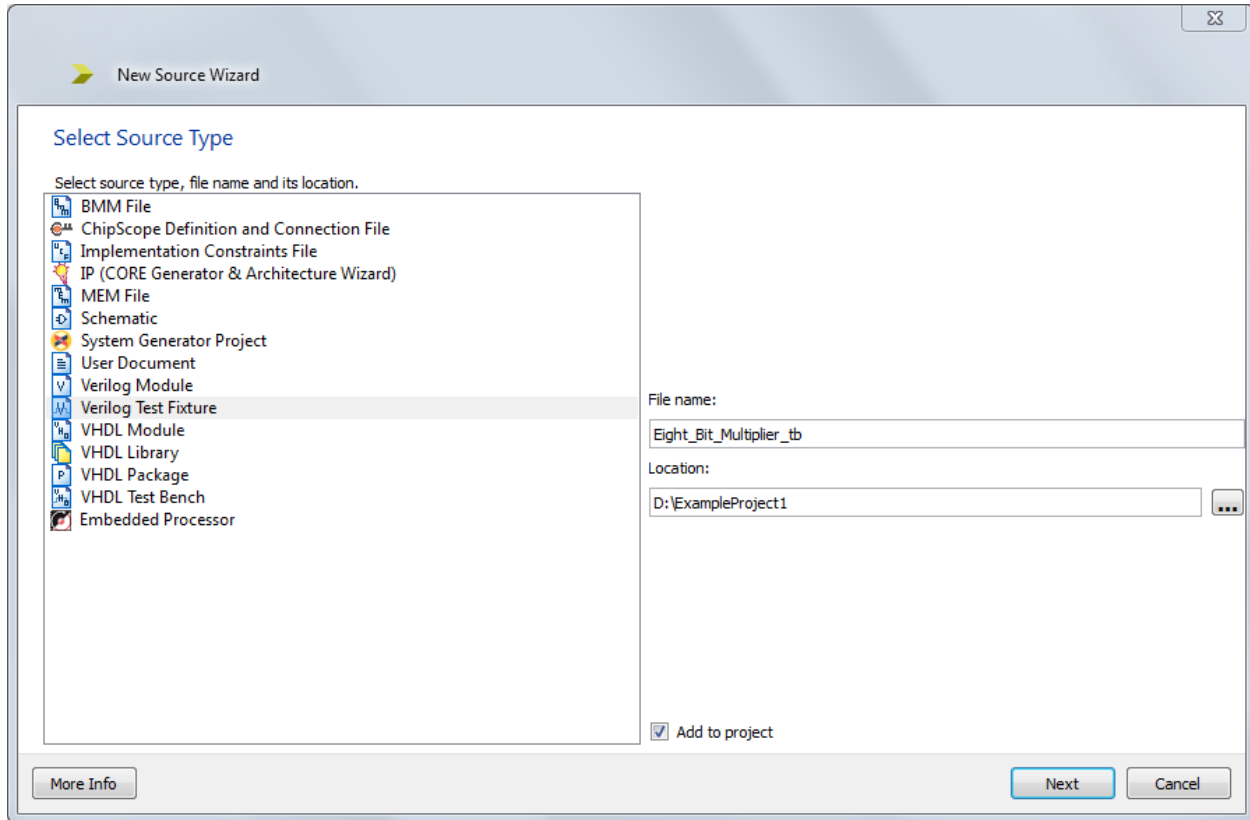 New Source Wizard
Select Source Type
Select source type, file name and its location.
BMM File
ChipScope Definition and Connection File
Implementation Constraints File
IP (CORE Generator & Architecture Wizard)
MEM File
Schematic
System Generator Project
User Document
Verilog Module
Verilog Test Fixture
VHDL Module
VHDL Library
VHDL Package
VHDL Test Bench
Embedded Processor
File name:
Eight_Bit_Multiplier_tb
Location:
D:\ExampleProject1
...
Add to project
More Info
Next
Cancel